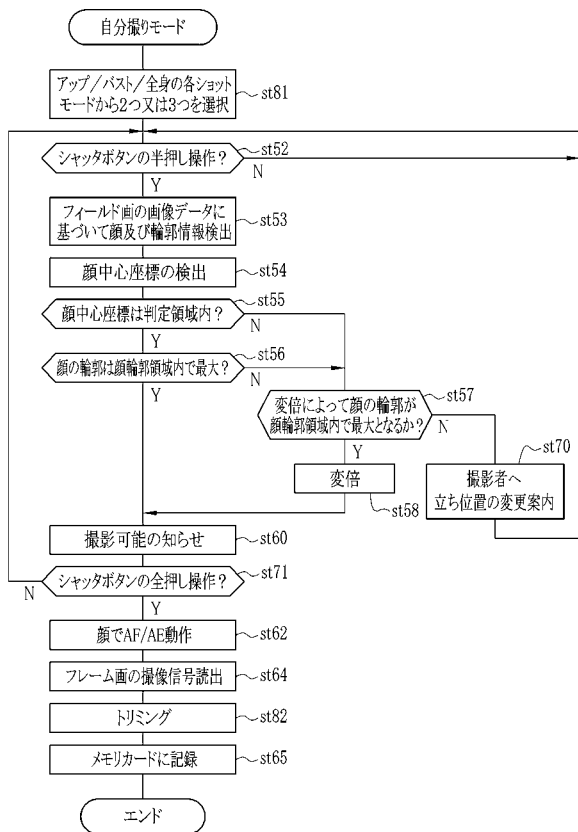 自分撮りモード
アップ/バスト/全身の各ショット
モードから2つ又は3つを選択
st81
シャッタボタンの半押し操作?
st52
N
Y
フィールド画の画像データに
基づいて顔及び輪郭情報検出
st53
顔中心座標の検出
st54
顔中心座標は判定領域内?
st55
N
Y
顔の輪郭は顔輪郭領域内で最大?
st56
N
Y
変倍によって顔の輪郭が
顔輪郭領域内で最大となるか?
st57
N
Y
変倍
st58
撮影者へ
立ち位置の変更案内
st70
撮影可能の知らせ
st60
シャッタボタンの全押し操作?
st71
N
Y
顔でAF/AE動作
st62
フレーム画の撮像信号読出
st64
トリミング
st82
メモリカードに記録
st65
エンド